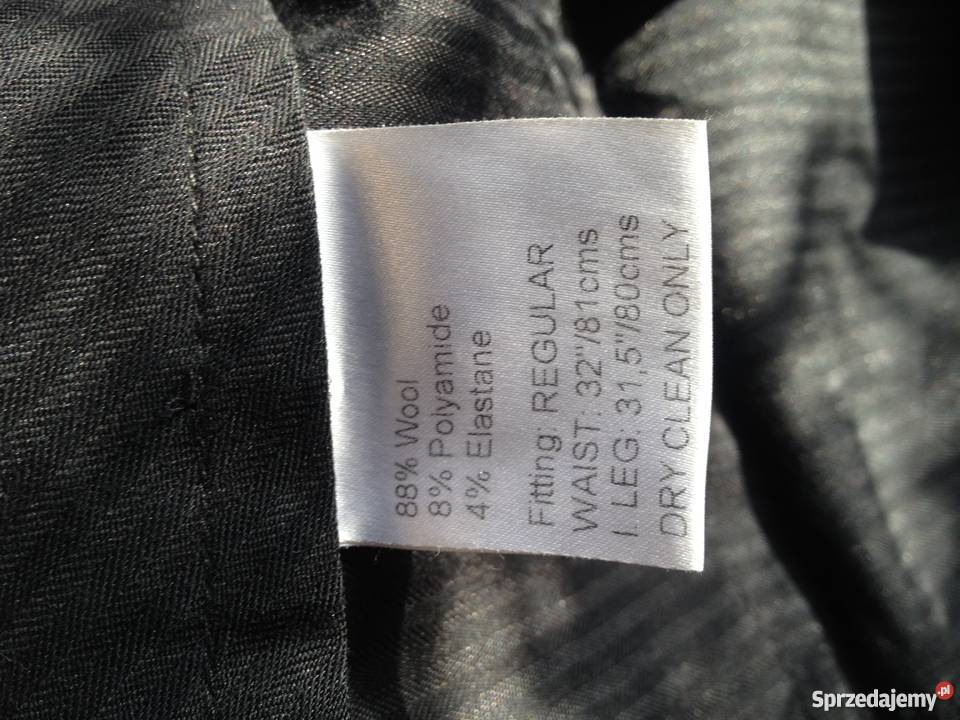 88% Wool
8% Polyamide
4% Elastane
Fitting: REGULAR
WAIST: 32"/81cms
I. LEG: 31,5"/80cms
DRY CLEAN ONLY
Sprzedajemy.pl